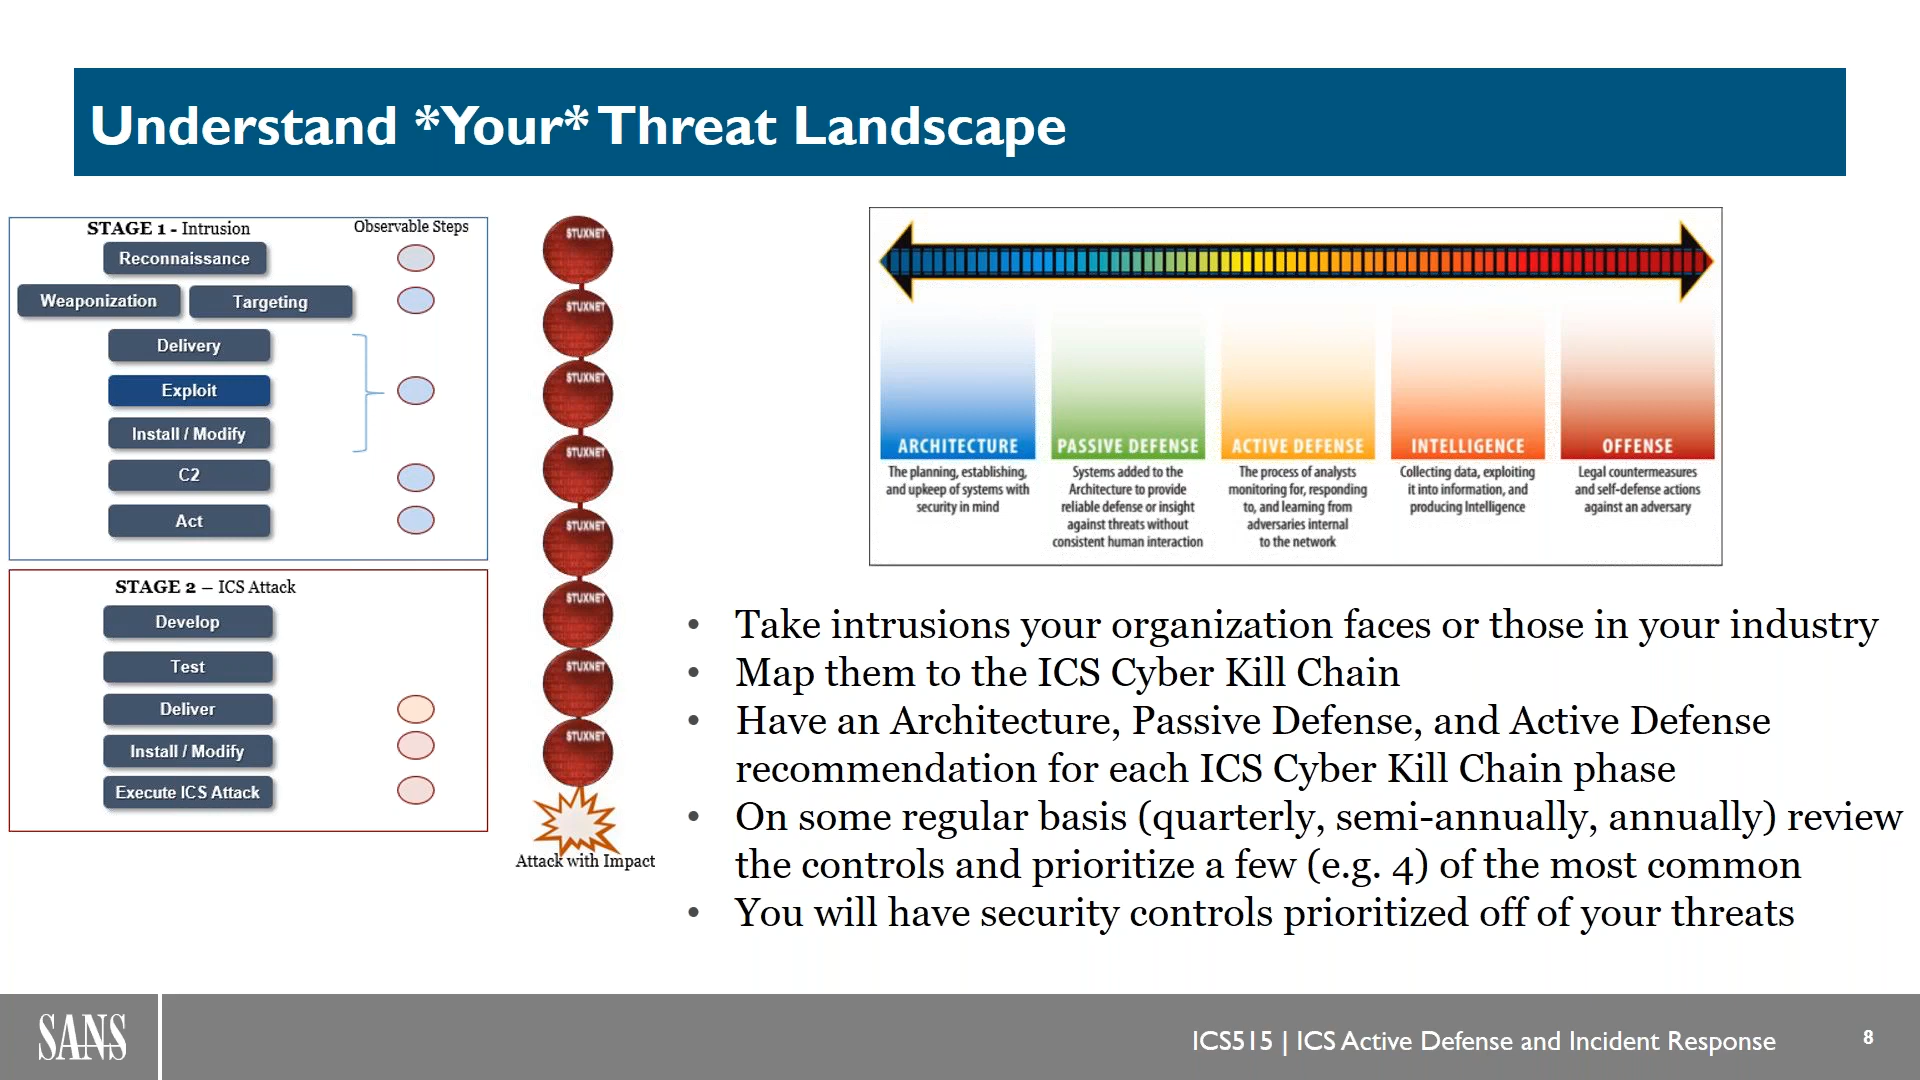 Understand *Your* Threat Landscape
STAGE 1 - Intrusion
Observable Steps
Reconnaissance
Weaponization
Targeting
Delivery
Exploit
Install / Modify
C2
Act
STAGE 2 – ICS Attack
Develop
Test
Deliver
Install / Modify
Execute ICS Attack
STUXNET
STUXNET
STUXNET
STUXNET
STUXNET
STUXNET
STUXNET
STUXNET
Attack with Impact
ARCHITECTURE
The planning, establishing,
and upkeep of systems with
security in mind
PASSIVE DEFENSE
Systems added to the
Architecture to provide
reliable defense or insight
against threats without
consistent human interaction
ACTIVE DEFENSE
The process of analysts
monitoring for, responding
to, and learning from
adversaries internal
to the network
INTELLIGENCE
Collecting data, exploiting
it into information, and
producing Intelligence
OFFENSE
Legal countermeasures
and self-defense actions
against an adversary
• Take intrusions your organization faces or those in your industry
• Map them to the ICS Cyber Kill Chain
• Have an Architecture, Passive Defense, and Active Defense
recommendation for each ICS Cyber Kill Chain phase
• On some regular basis (quarterly, semi-annually, annually) review
the controls and prioritize a few (e.g. 4) of the most common
• You will have security controls prioritized off of your threats
SANS
ICS515 | ICS Active Defense and Incident Response
8